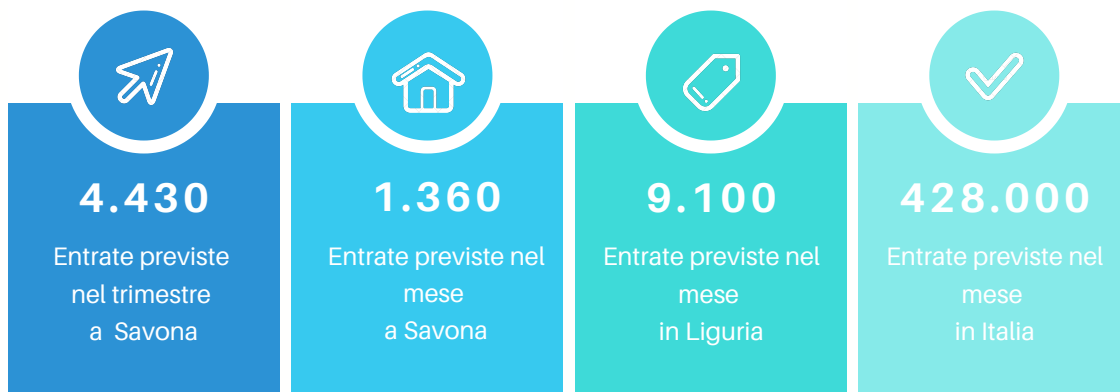 4.430
Entrate previste
nel trimestre
a Savona
1.360
Entrate previste nel
mese
a Savona
9.100
Entrate previste nel
mese
in Liguria
428.000
Entrate previste nel
mese
in Italia